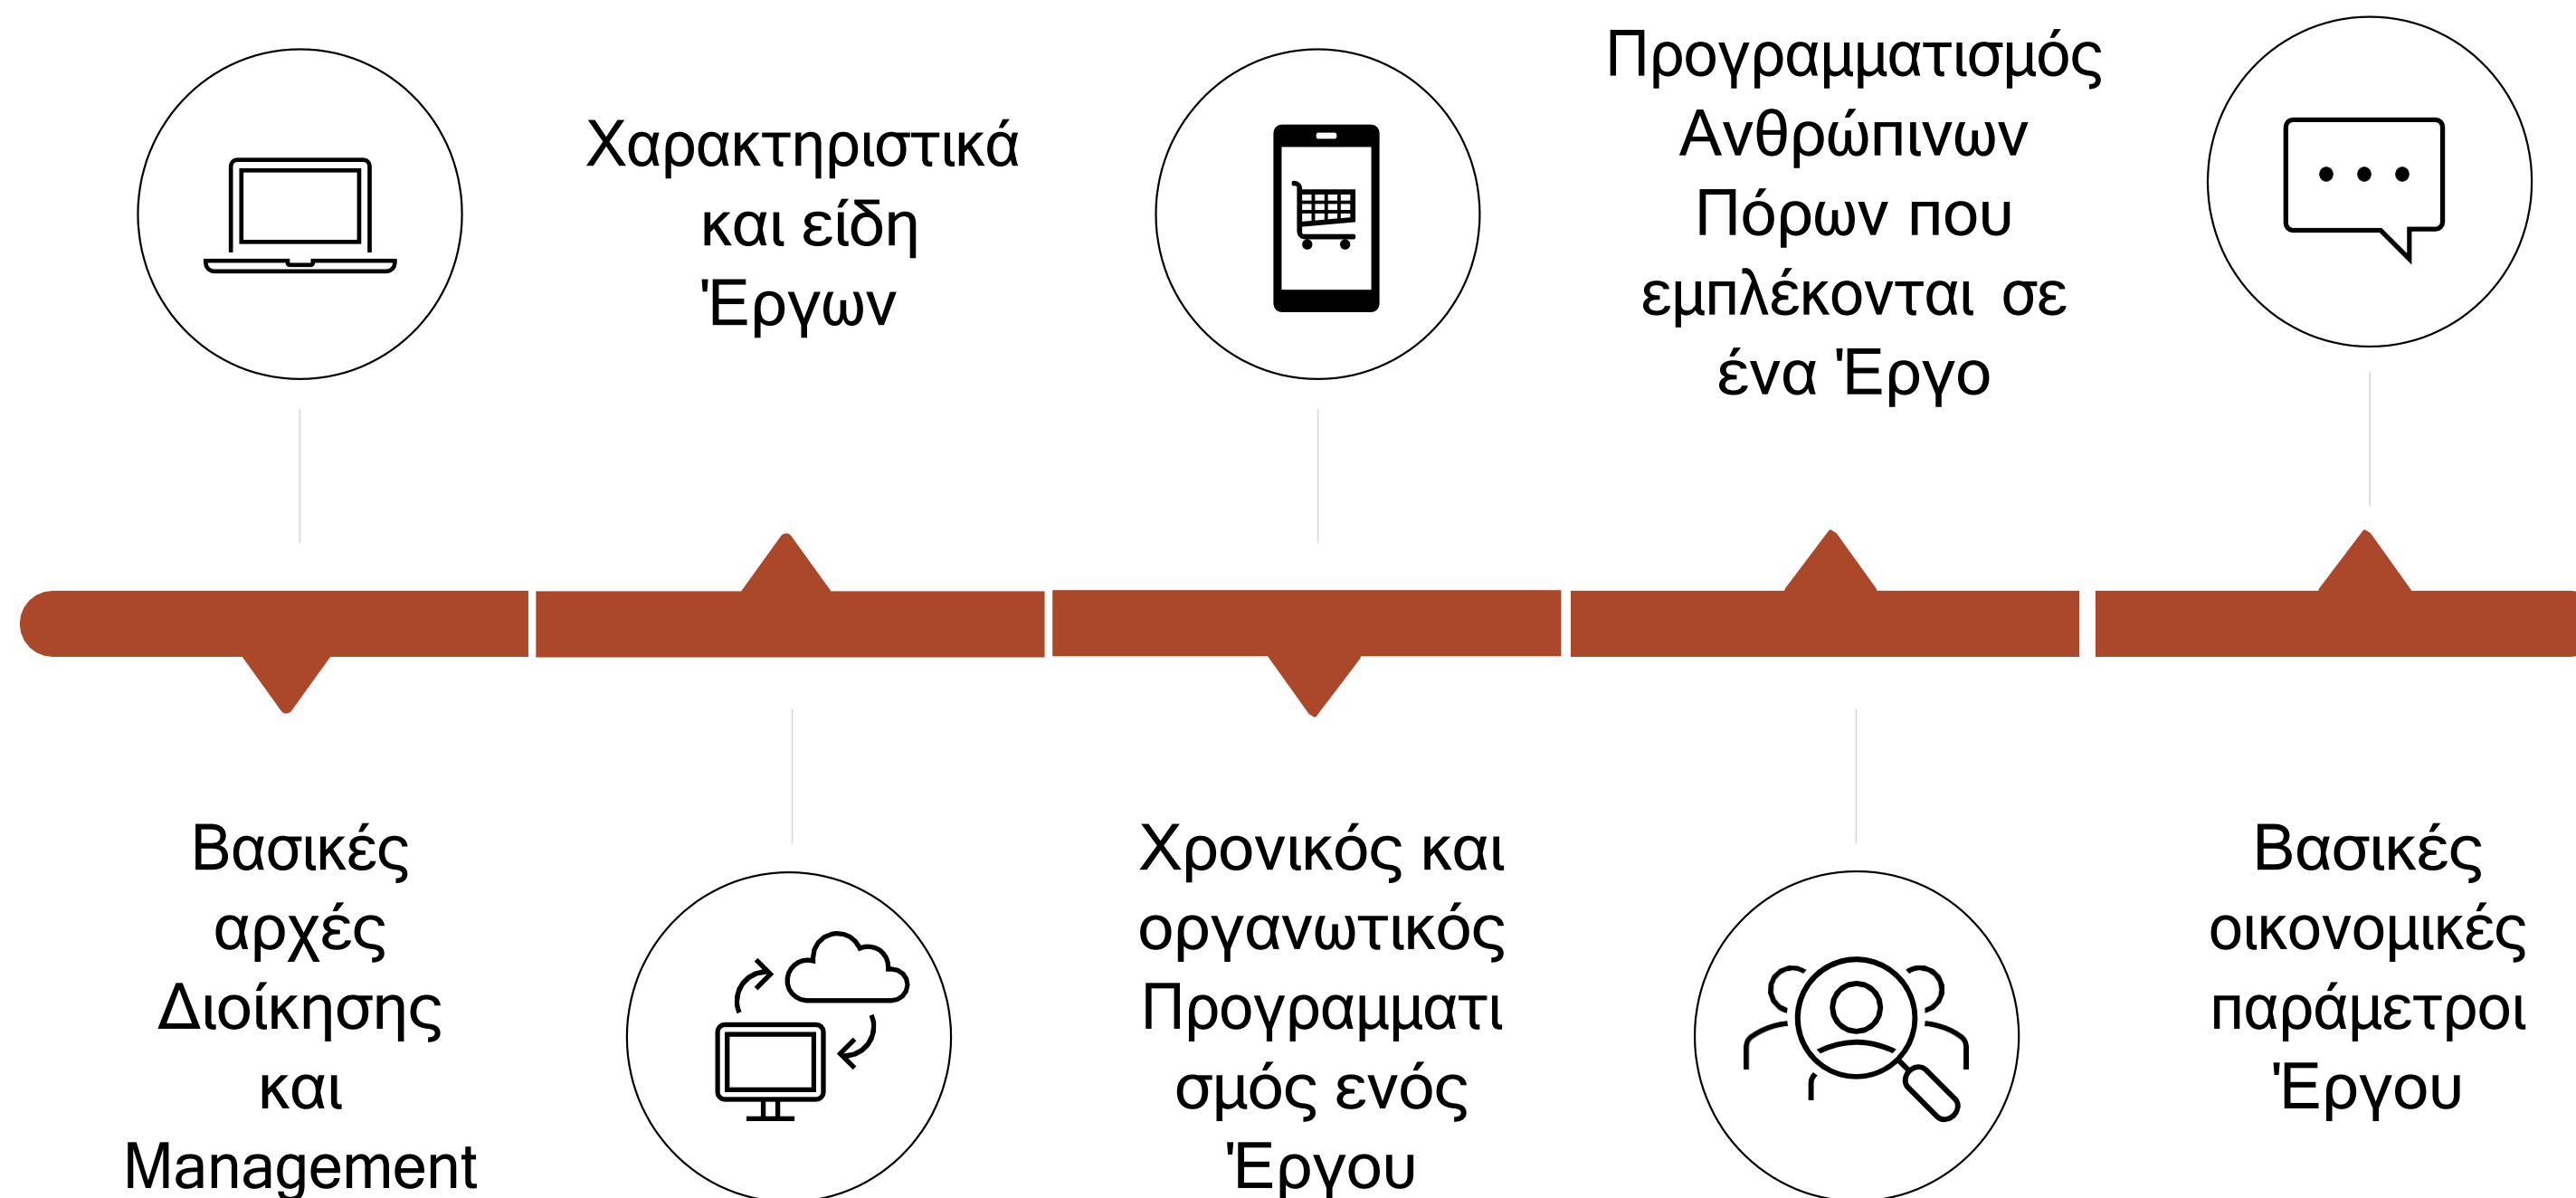 Βασικές
αρχές
Διοίκησης
και
Management
Χαρακτηριστικά
και είδη
Έργων
Χρονικός και
οργανωτικός
Προγραμματι
σμός ενός
Έργου
Προγραμματισμός
Ανθρώπινων
Πόρων που
εμπλέκονται σε
ένα Έργο
Βασικές
οικονομικές
παράμετροι
Έργου